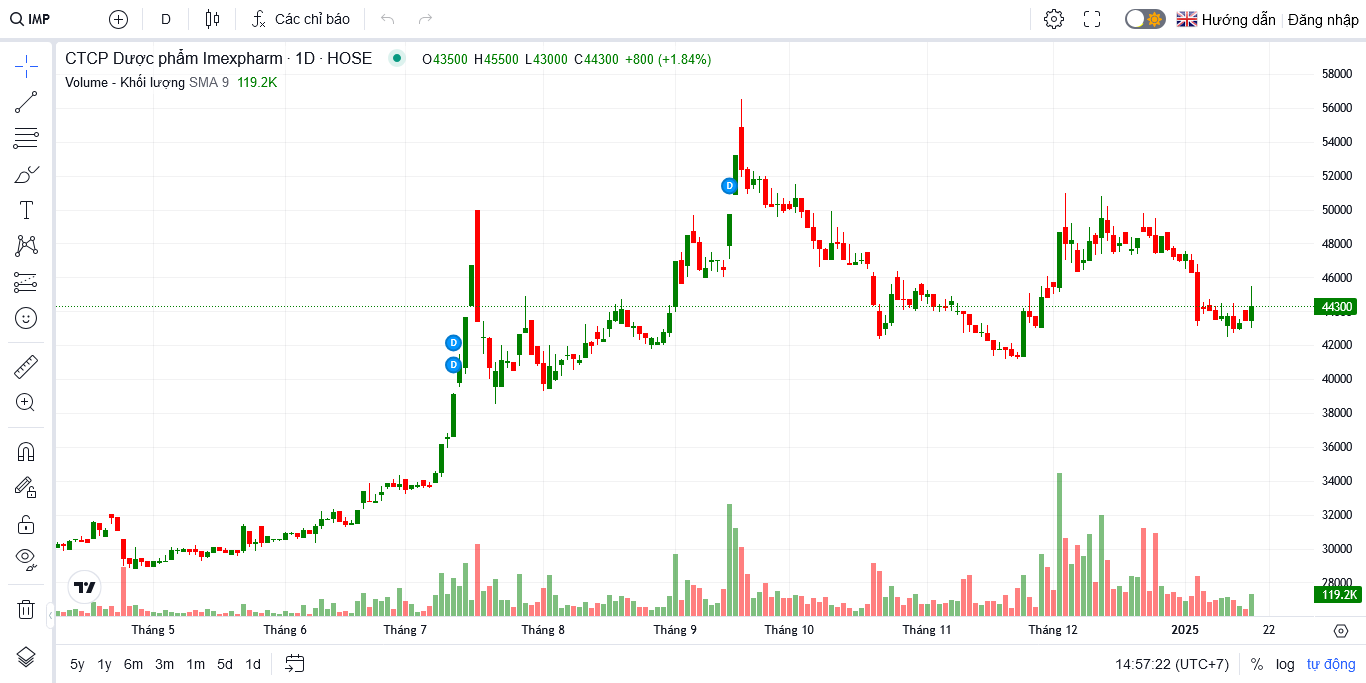 IMP D Các chỉ báo Hướng dẫn Đăng nhập
CTCP Dược phẩm Imexpharm · 1D · HOSE O43500 H45500 L43000 C44300 +800 (+1.84%)
Volume - Khối lượng SMA 9 119.2K
58000
56000
54000
52000
D
50000
48000
46000
44300
D
42000
D
40000
38000
36000
34000
32000
30000
28000
119.2K
Tháng 5 Tháng 6 Tháng 7 Tháng 8 Tháng 9 Tháng 10 Tháng 11 Tháng 12 2025 22
5y 1y 6m 3m 1m 5d 1d 14:57:22 (UTC+7) % log tự động